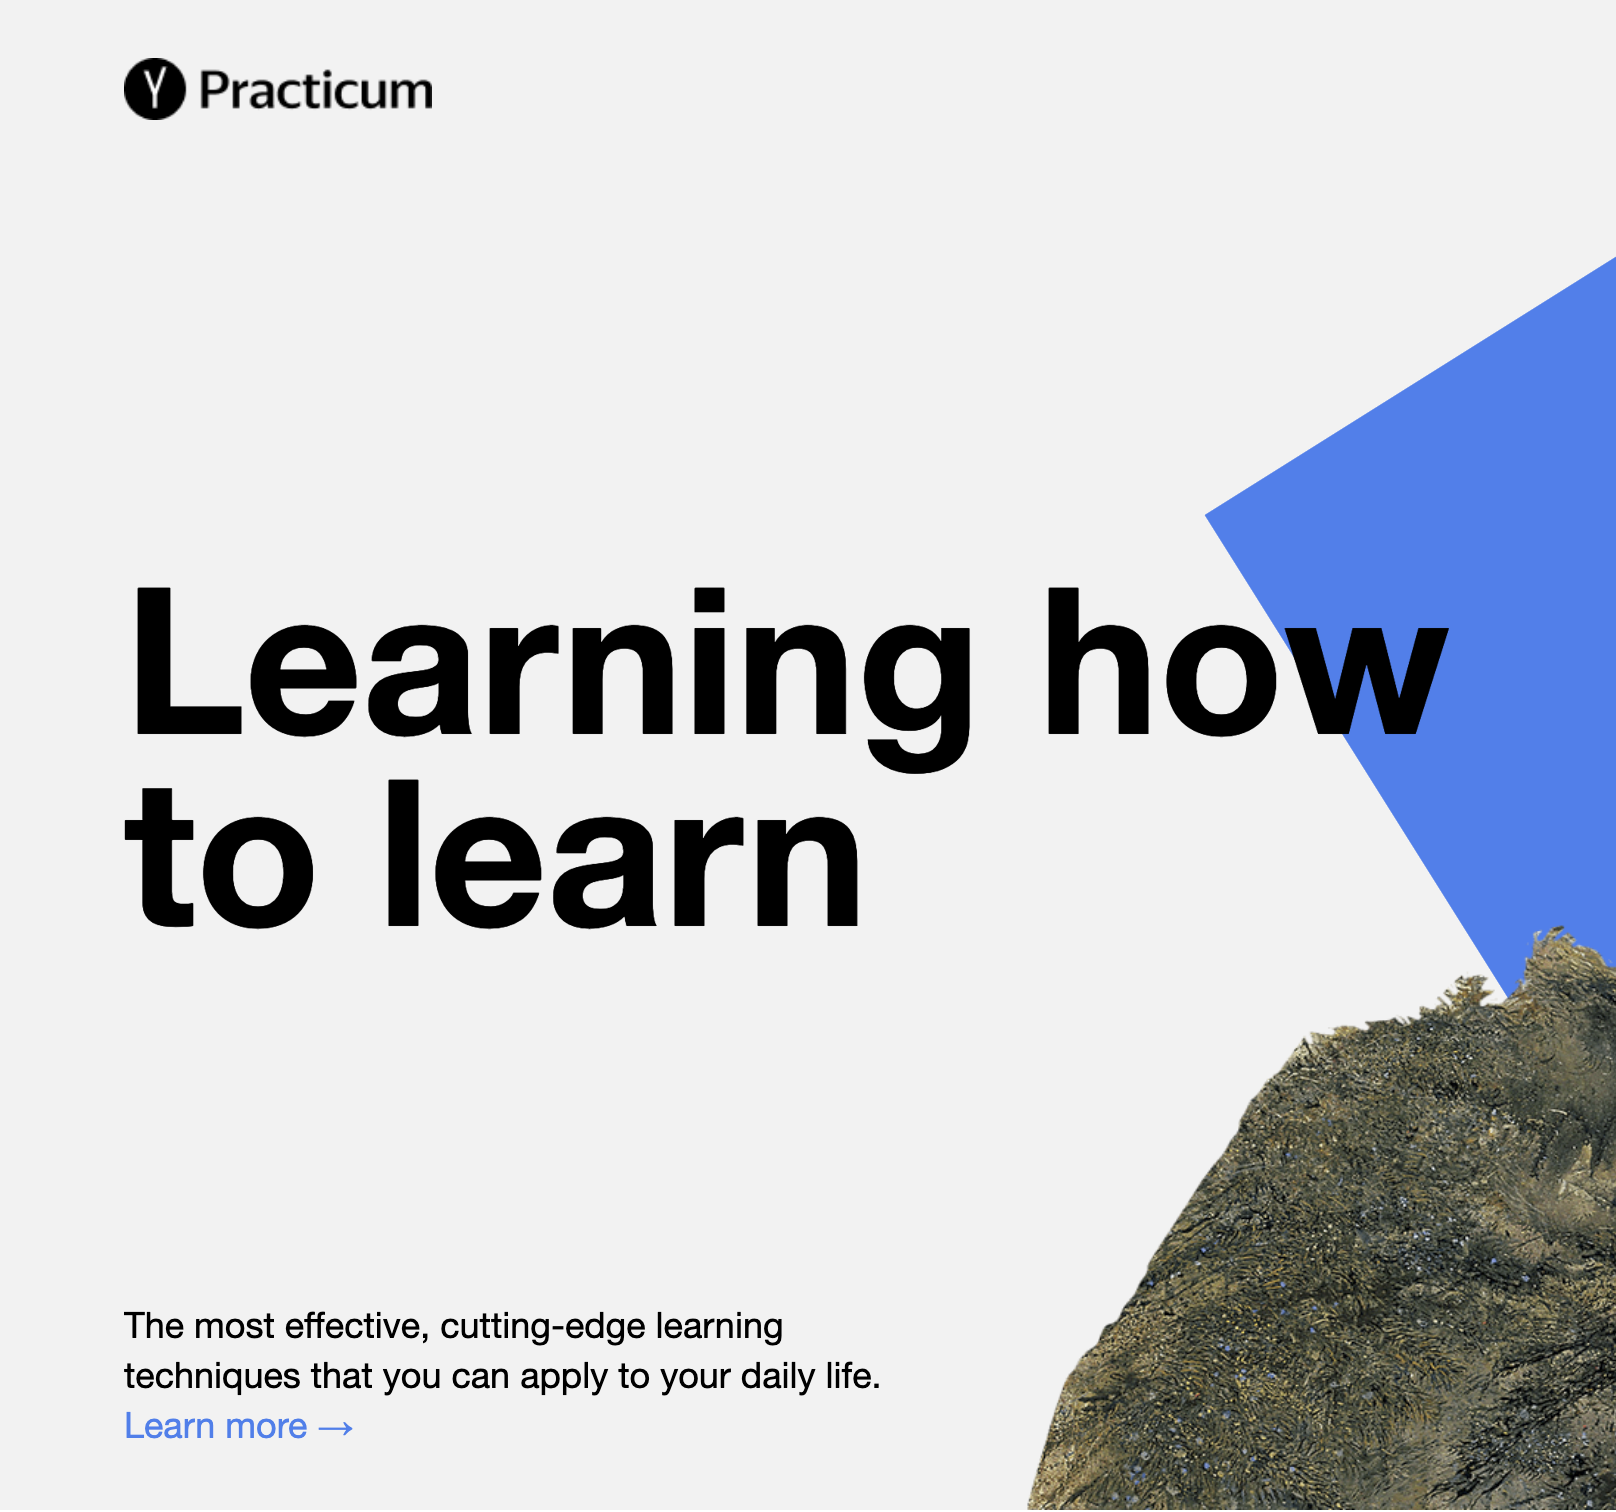 Y Practicum
Learning how
to learn
The most effective, cutting-edge learning
techniques that you can apply to your daily life.
Learn more →